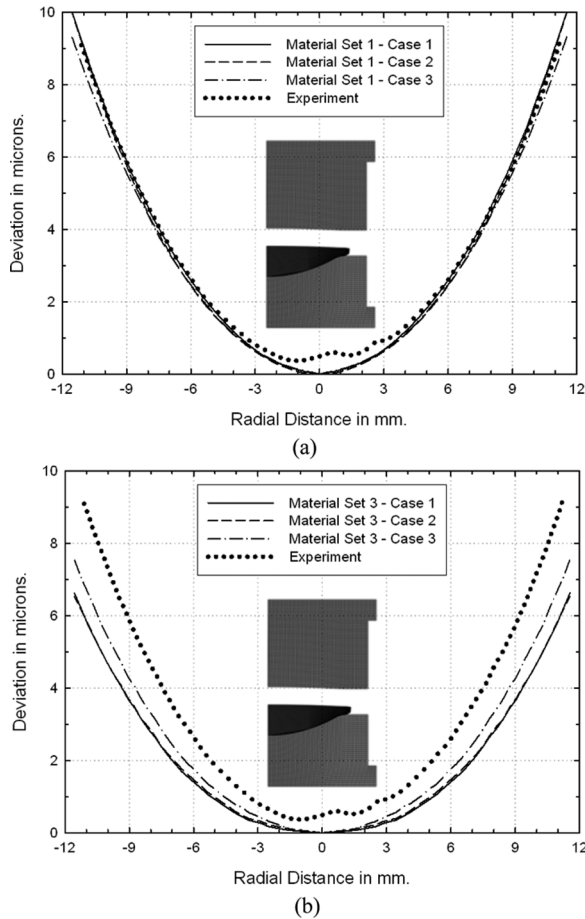 10
Material Set 1 - Case 1
Material Set 1 - Case 2
Material Set 1 - Case 3
Experiment
8
6
4
2
0
Deviation in microns.
-12 -9 -6 -3 0 3 6 9 12
Radial Distance in mm.
(a)
10
Material Set 3 - Case 1
Material Set 3 - Case 2
Material Set 3 - Case 3
Experiment
8
6
4
2
0
Deviation in microns.
-12 -9 -6 -3 0 3 6 9 12
Radial Distance in mm.
(b)